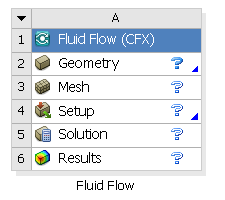 A
1 Fluid Flow (CFX)
2 Geometry ?
3 Mesh ?
4 Setup ?
5 Solution ?
6 Results ?
Fluid Flow